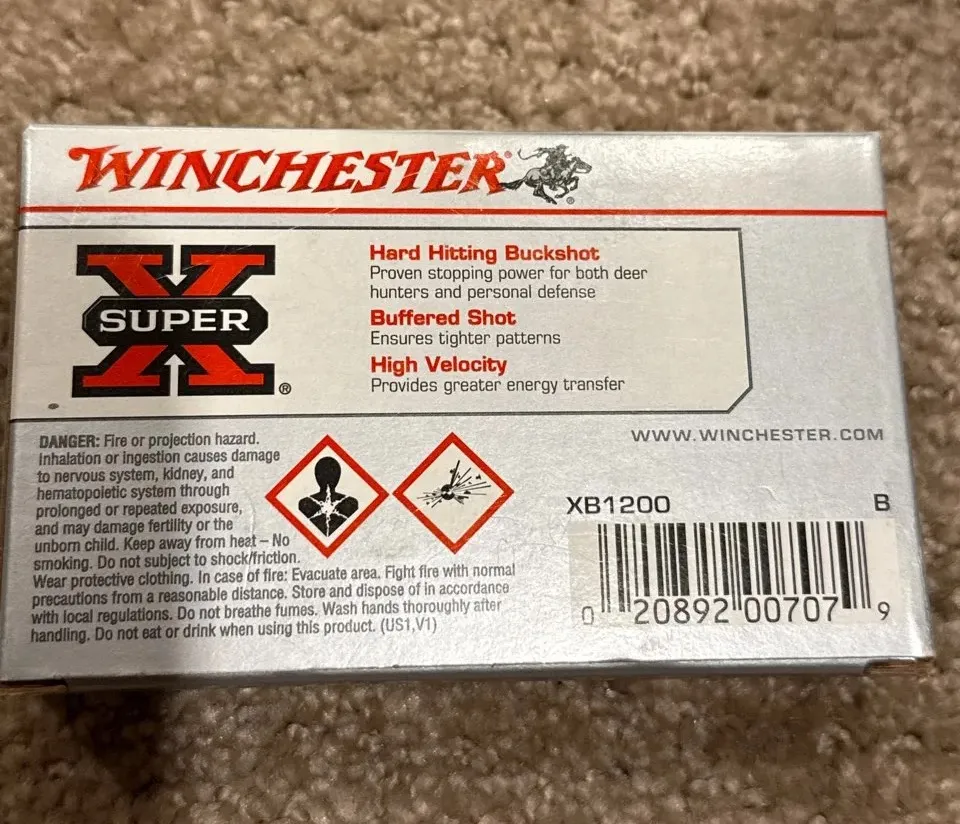 WINCHESTER®
®
SUPER X
®
Hard Hitting Buckshot
Proven stopping power for both deer
hunters and personal defense
Buffered Shot
Ensures tighter patterns
High Velocity
Provides greater energy transfer
WWW.WINCHESTER.COM
DANGER: Fire or projection hazard.
Inhalation or ingestion causes damage
to nervous system, kidney, and
hematopoietic system through
prolonged or repeated exposure,
and may damage fertility or the
unborn child. Keep away from heat – No
smoking. Do not subject to shock/friction.
Wear protective clothing. In case of fire: Evacuate area. Fight fire with normal
precautions from a reasonable distance. Store and dispose of in accordance
with local regulations. Do not breathe fumes. Wash hands thoroughly after
handling. Do not eat or drink when using this product. (US1,V1)
XB1200 B
0 20892 00707 9